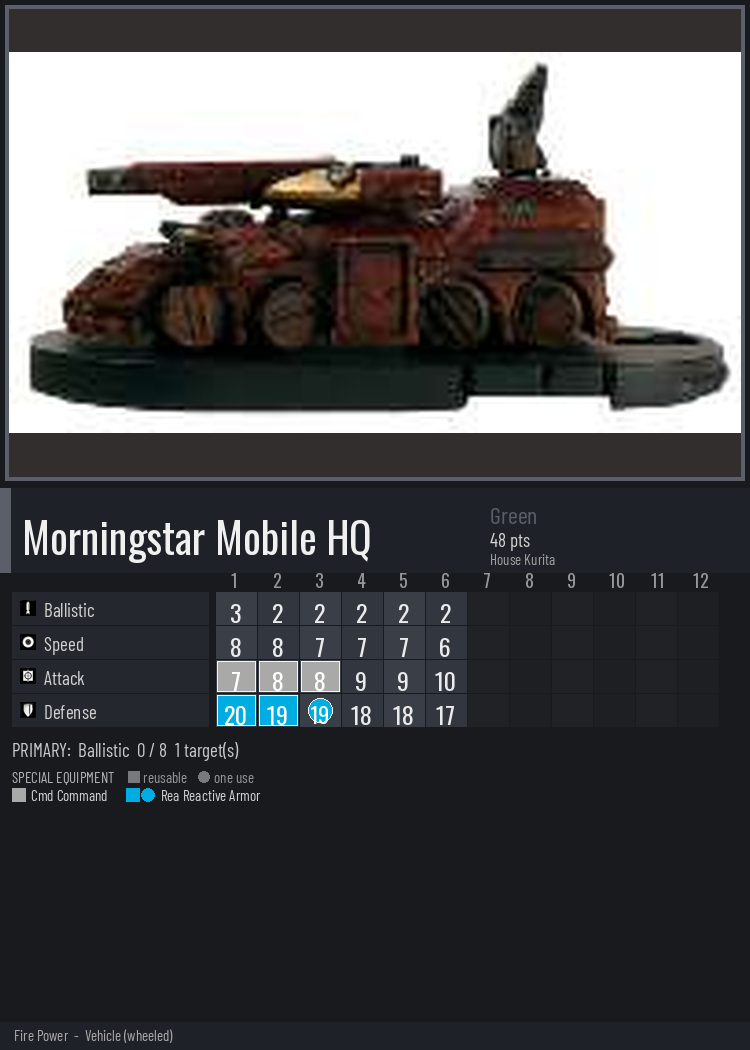 Morningstar Mobile HQ
Green
48 pts
House Kurita
1 2 3 4 5 6 7 8 9 10 11 12
Ballistic 3 2 2 2 2 2
Speed 8 8 7 7 7 6
Attack 7 8 8 9 9 10
Defense 20 19 19 18 18 17
PRIMARY: Ballistic 0 / 8 1 target(s)
SPECIAL EQUIPMENT reusable one use
Cmd Command Rea Reactive Armor
Fire Power - Vehicle (wheeled)